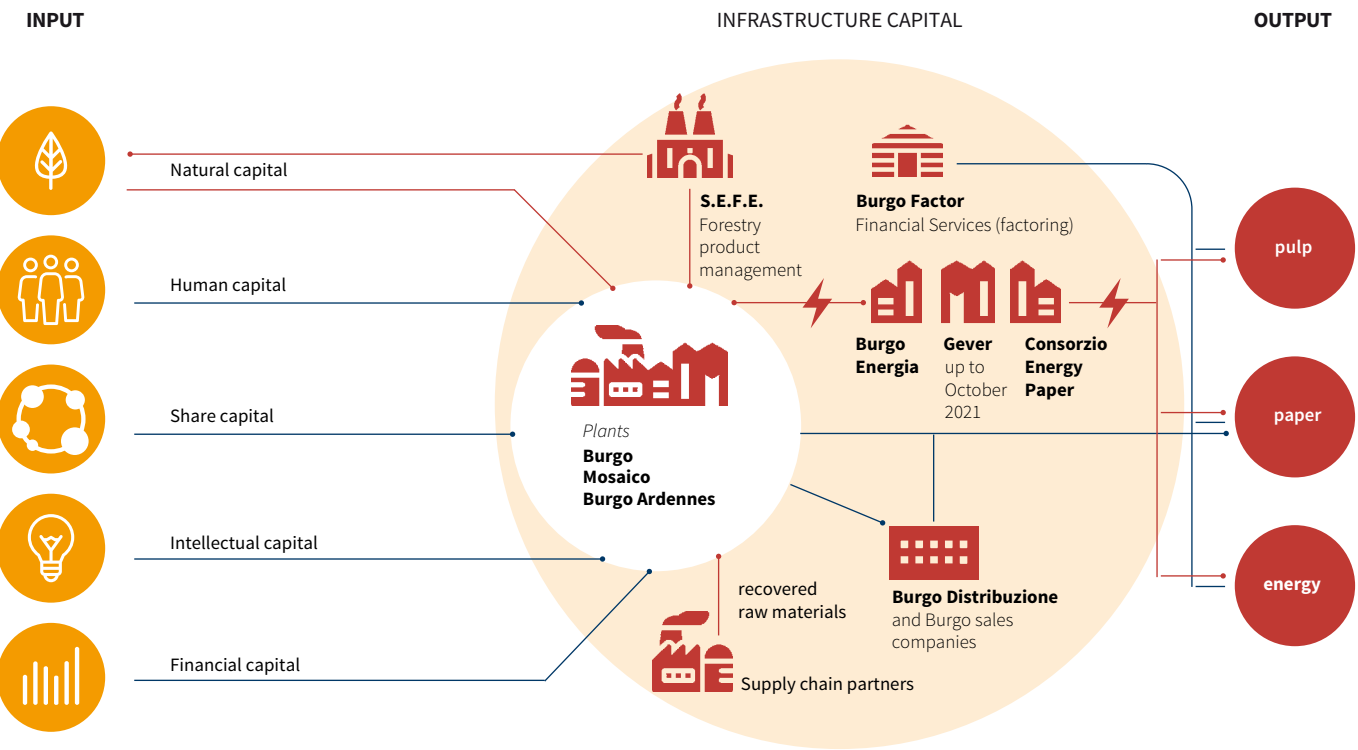 INPUT
INFRASTRUCTURE CAPITAL
OUTPUT
Natural capital
Human capital
Share capital
Intellectual capital
Financial capital
S.E.F.E.
Forestry
product
management
Burgo Factor
Financial Services (factoring)
Burgo
Energia
Gever
up to
October
2021
Consorzio
Energy
Paper
Plants
Burgo
Mosaico
Burgo Ardennes
recovered
raw materials
Supply chain partners
Burgo Distribuzione
and Burgo sales
companies
pulp
paper
energy